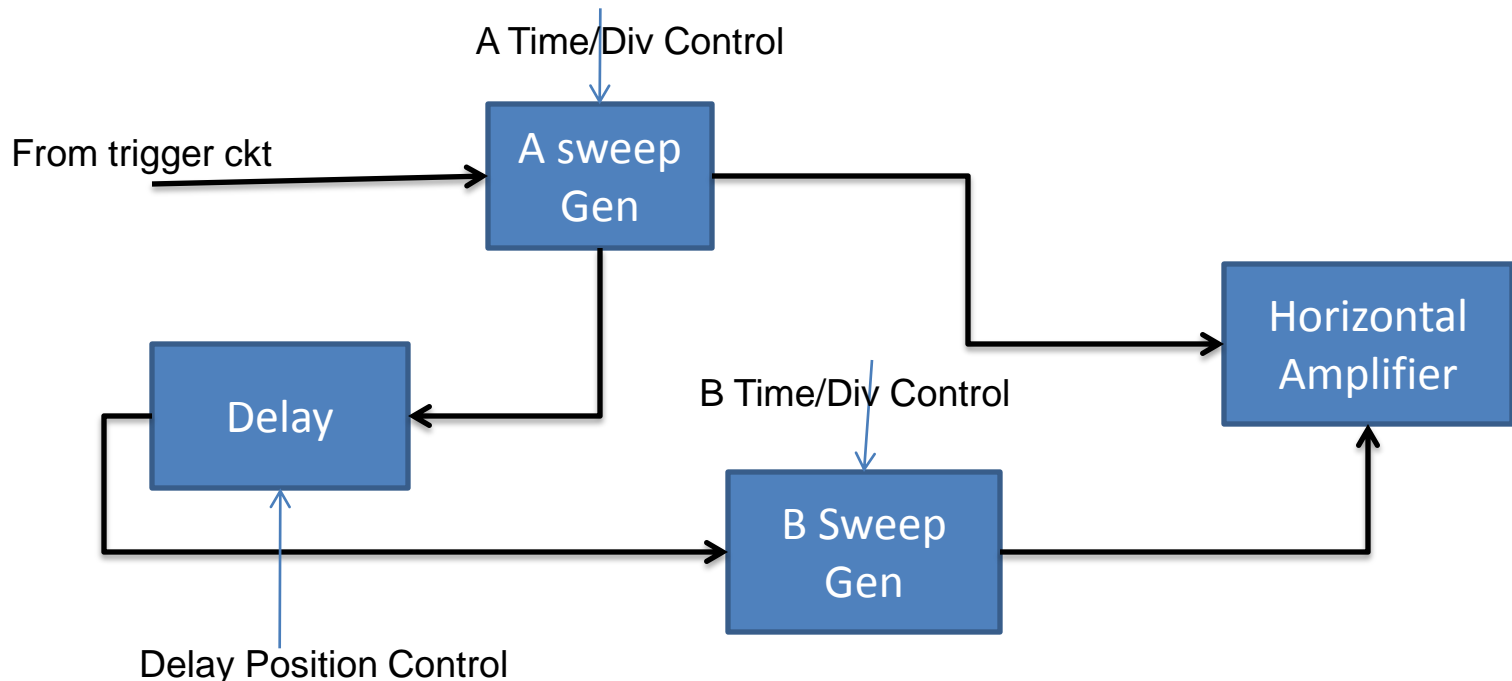 A Time/Div Control
From trigger ckt
A sweep
Gen
Horizontal
Amplifier
Delay
B Time/Div Control
B Sweep
Gen
Delay Position Control